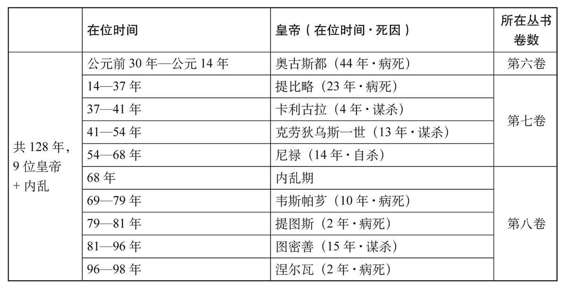 在位时间 皇帝（在位时间·死因） 所在丛书
卷数
共 128 年，
9 位皇帝
+ 内乱
公元前 30 年—公元 14 年 奥古斯都（44 年·病死） 第六卷
14—37 年 提比略（23 年·病死）
37—41 年 卡利古拉（4 年·谋杀）
41—54 年 克劳狄乌斯一世（13 年·谋杀）
54—68 年 尼禄（14 年·自杀）
第七卷
68 年 内乱期
69—79 年 韦斯帕芗（10 年·病死）
79—81 年 提图斯（2 年·病死）
81—96 年 图密善（15 年·谋杀）
96—98 年 涅尔瓦（2 年·病死）
第八卷